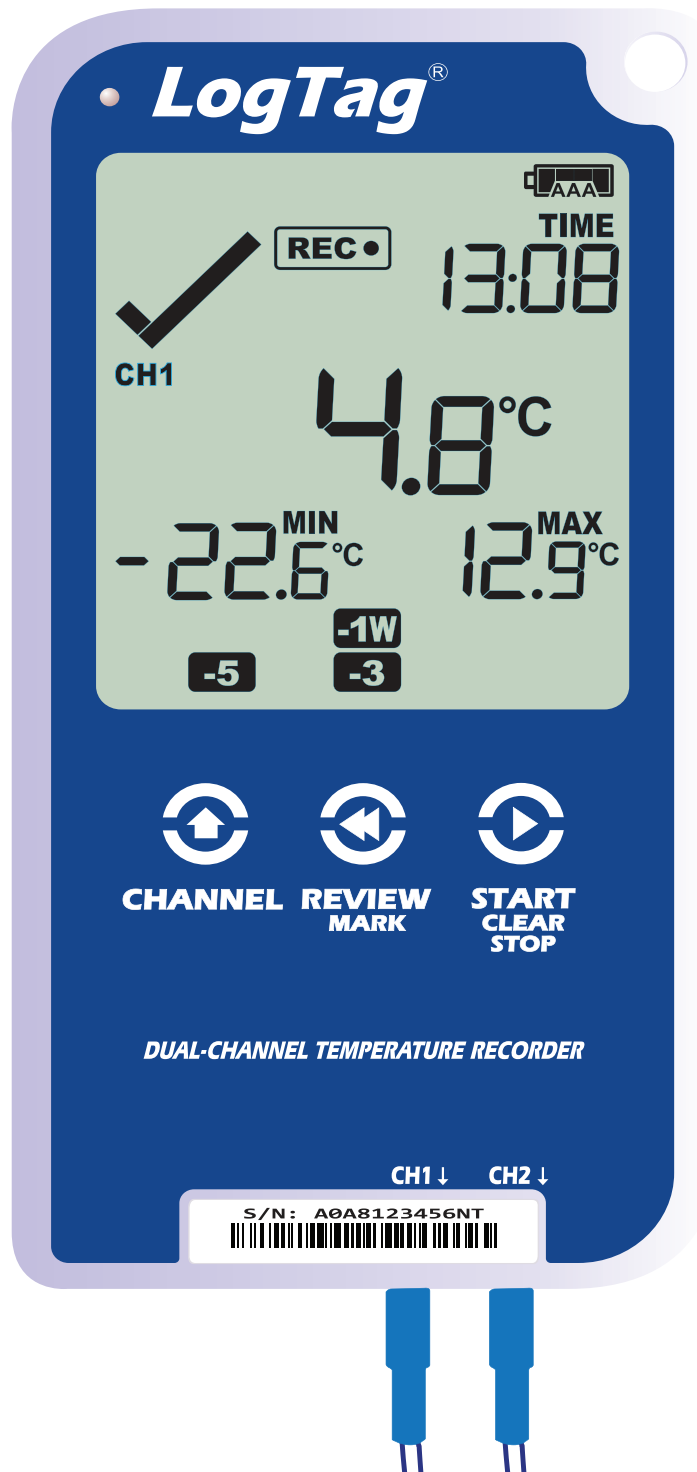 LogTag®
AAA
TIME
REC
13:08
CH1
4.8°C
MIN
-22.6°C
MAX
12.9°C
-1W
-5
-3
CHANNEL
REVIEW
MARK
START
CLEAR
STOP
DUAL-CHANNEL TEMPERATURE RECORDER
CH1↓ CH2↓
S/N: A0A8123456NT